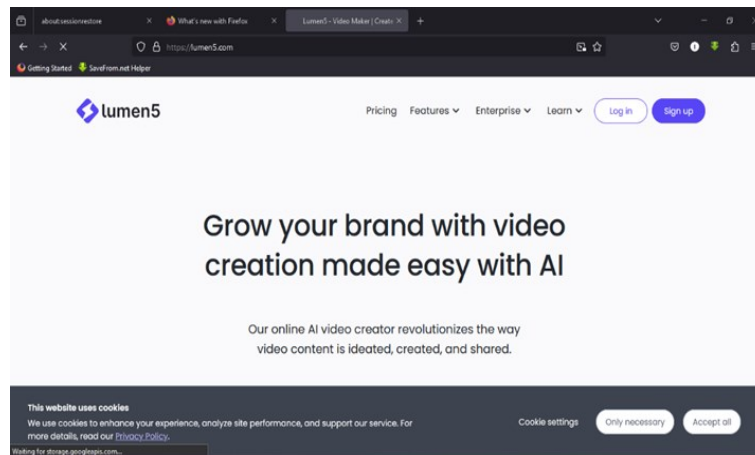 about:sessionrestore
What's new with Firefox
Lumen5 - Video Maker | Create
https://lumen5.com
Getting Started
SaveFrom.net Helper
lumen5
Pricing
Features
Enterprise
Learn
Log in
Sign up
Grow your brand with video
creation made easy with AI
Our online AI video creator revolutionizes the way
video content is ideated, created, and shared.
This website uses cookies
We use cookies to enhance your experience, analyze site performance, and support our service. For
more details, read our Privacy Policy.
Cookie settings
Only necessary
Accept all
Waiting for storage.googleapis.com...